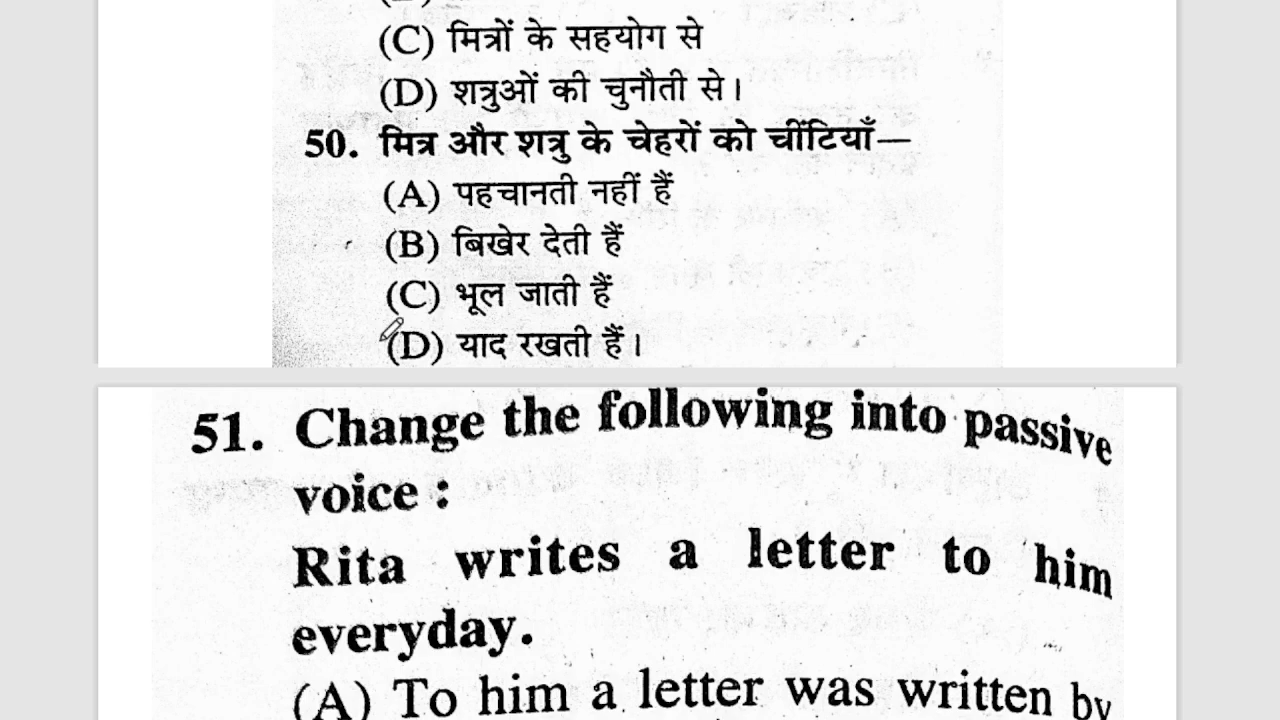 (C) मित्रों के सहयोग से
(D) शत्रुओं की चुनौती से।
50. मित्र और शत्रु के चेहरों को चींटियाँ—
(A) पहचानती नहीं हैं
(B) बिखेर देती हैं
(C) भूल जाती हैं
(D) याद रखती हैं।
51. Change the following into passive
voice :
Rita writes a letter to him
everyday.
(A) To him a letter was written by